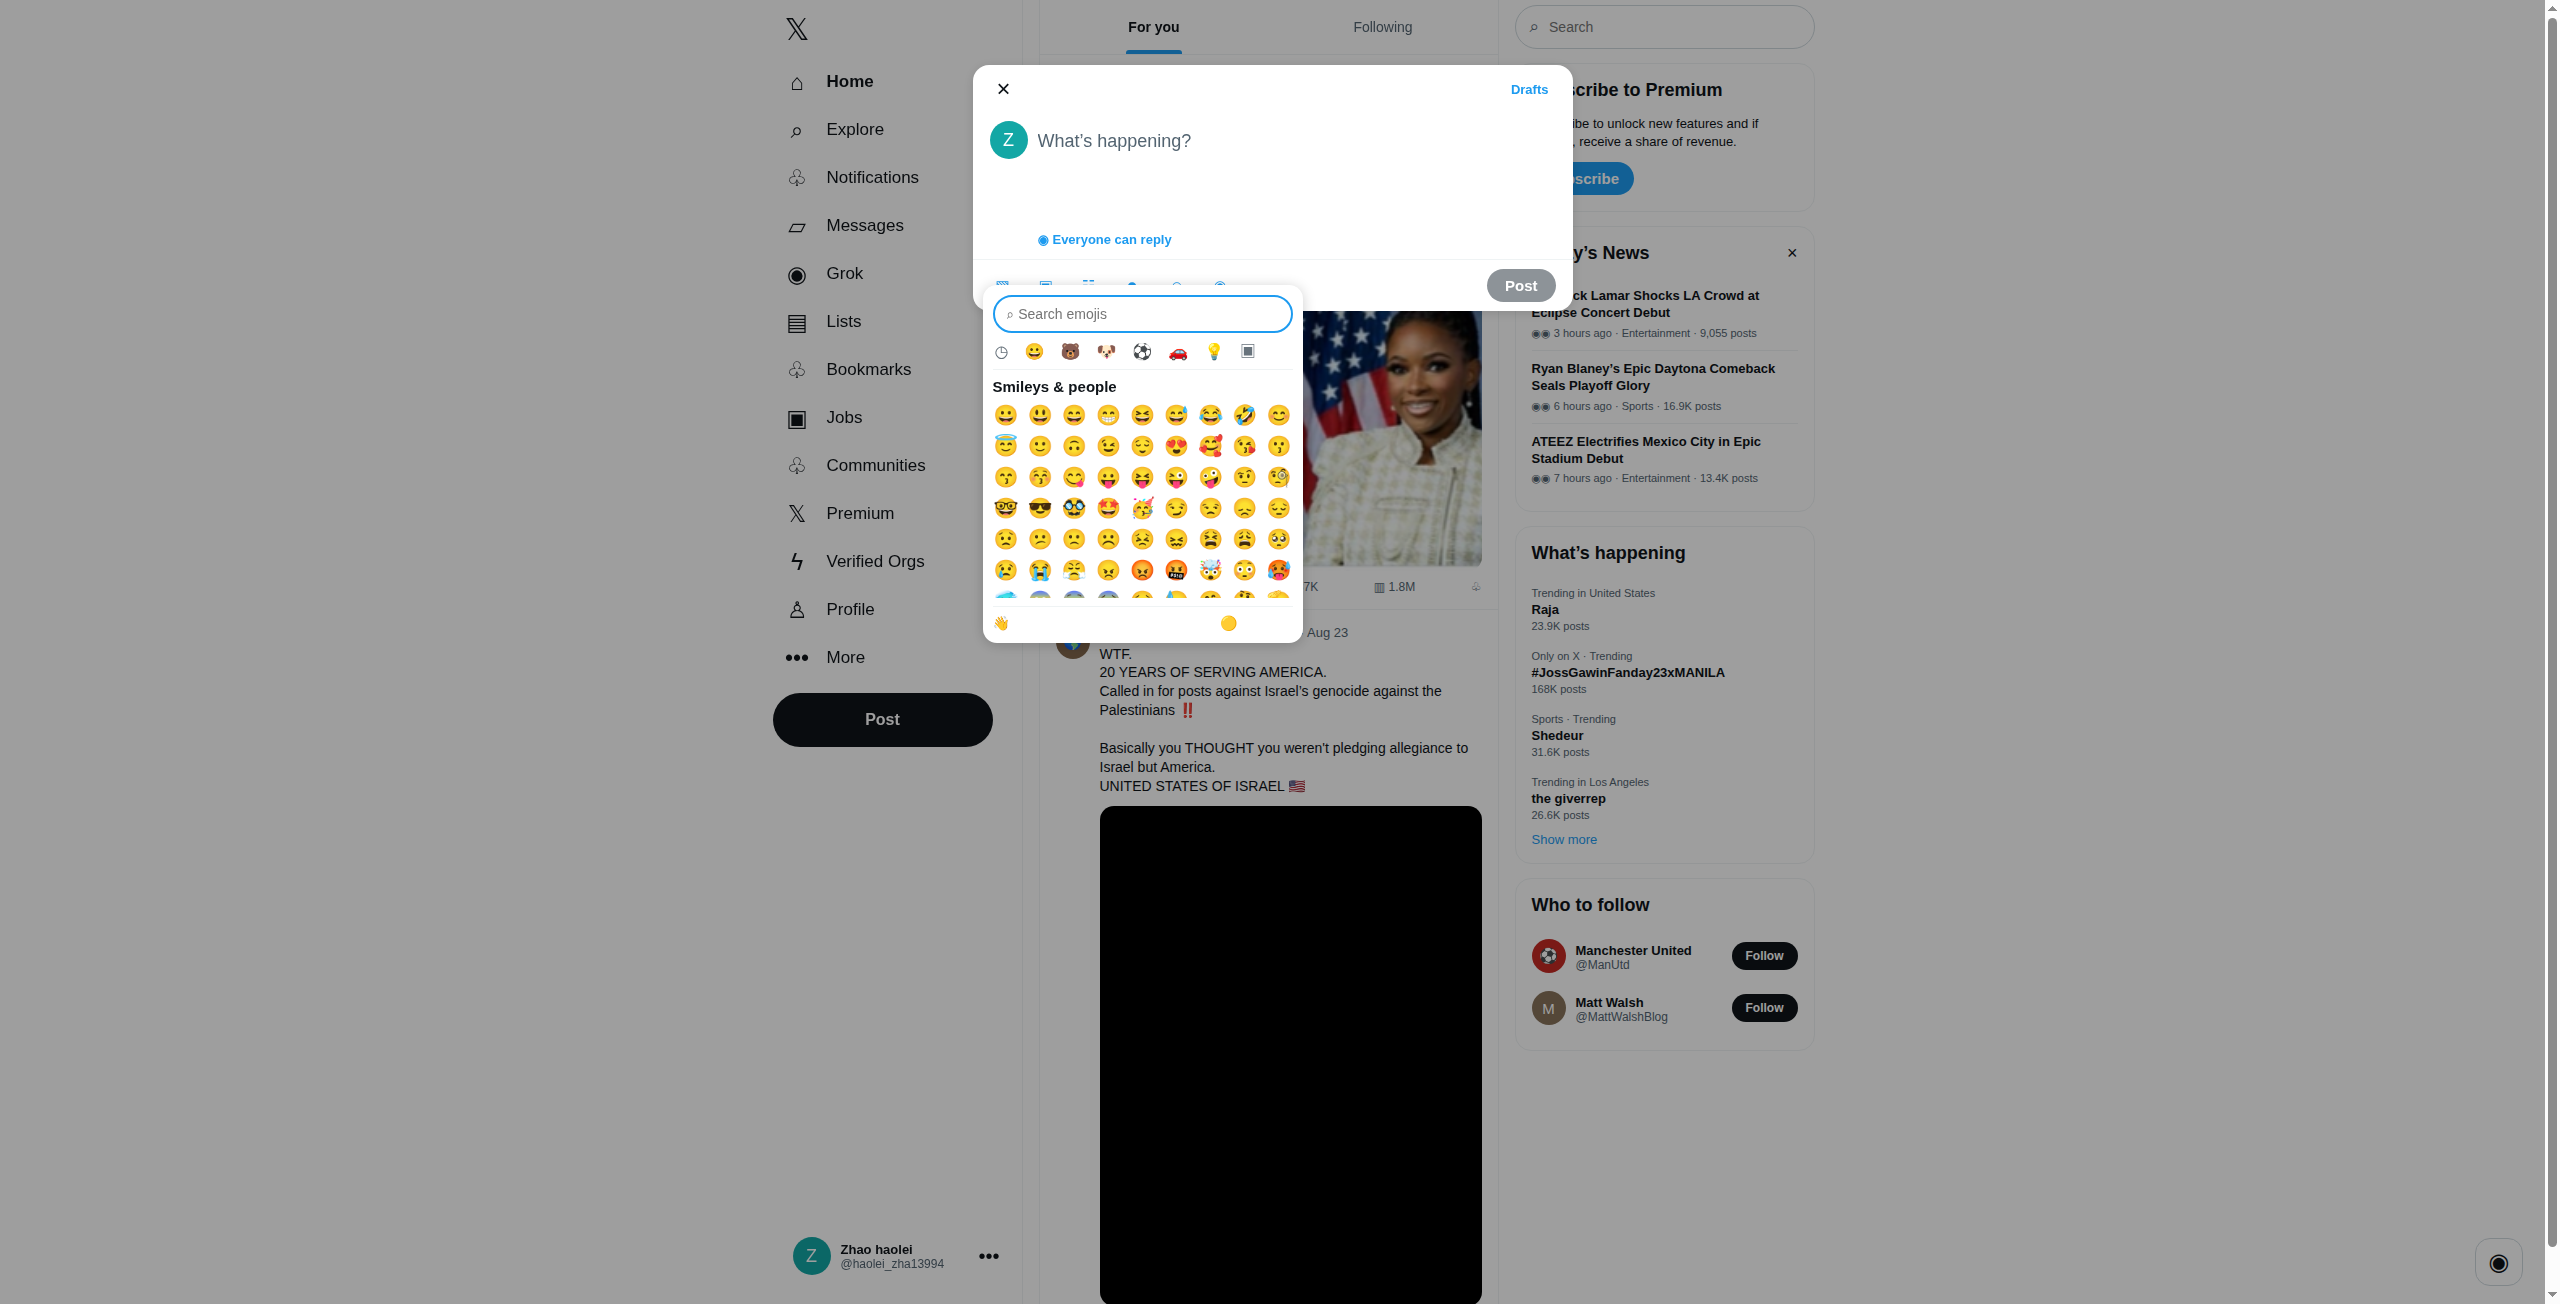 𝕏
Home
Explore
Notifications
Messages
Grok
Lists
Bookmarks
Jobs
Communities
𝕏 Premium
Verified Orgs
Profile
More
Post
Z
Zhao haolei
@haolei_zha13994
For you
Following
Drafts
Z
What’s happening?
Everyone can reply
Post
Search emojis
Smileys & people
7K
1.8M
Aug 23
WTF.
20 YEARS OF SERVING AMERICA.
Called in for posts against Israel’s genocide against the
Palestinians ‼️
Basically you THOUGHT you weren't pledging allegiance to
Israel but America.
UNITED STATES OF ISRAEL 🇺🇸
Search
scribe to Premium
ibe to unlock new features and if
, receive a share of revenue.
scribe
y’s News
ck Lamar Shocks LA Crowd at
Eclipse Concert Debut
3 hours ago · Entertainment · 9,055 posts
Ryan Blaney’s Epic Daytona Comeback
Seals Playoff Glory
6 hours ago · Sports · 16.9K posts
ATEEZ Electrifies Mexico City in Epic
Stadium Debut
7 hours ago · Entertainment · 13.4K posts
What’s happening
Trending in United States
Raja
23.9K posts
Only on X · Trending
#JossGawinFanday23xMANILA
168K posts
Sports · Trending
Shedeur
31.6K posts
Trending in Los Angeles
the giverrep
26.6K posts
Show more
Who to follow
Manchester United
@ManUtd
Follow
M
Matt Walsh
@MattWalshBlog
Follow